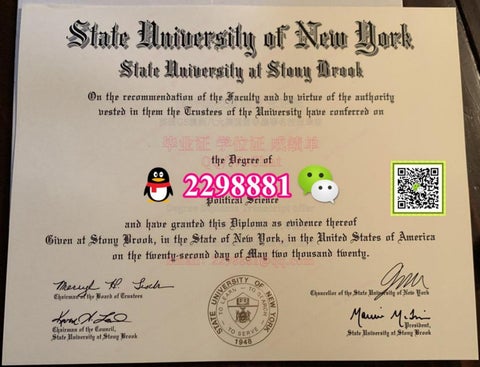 State University of New York
State University at Stony Brook
On the recommendation of the Faculty and by virtue of the authority
vested in them the Trustees of the University have conferred on
毕业证 学位证 成绩单
the Degree of
2298881
Political Science
and have granted this Diploma as evidence thereof
Given at Stony Brook, in the State of New York, in the United States of America
on the twenty-second day of May two thousand twenty.
Chairman of the Board of Trustees
Chancellor of the State University of New York
STATE UNIVERSITY OF NEW YORK
TO LEARN TO SEARCH
TO SERVE
1948
Chairman of the Council,
State University at Stony Brook
President,
State University at Stony Brook